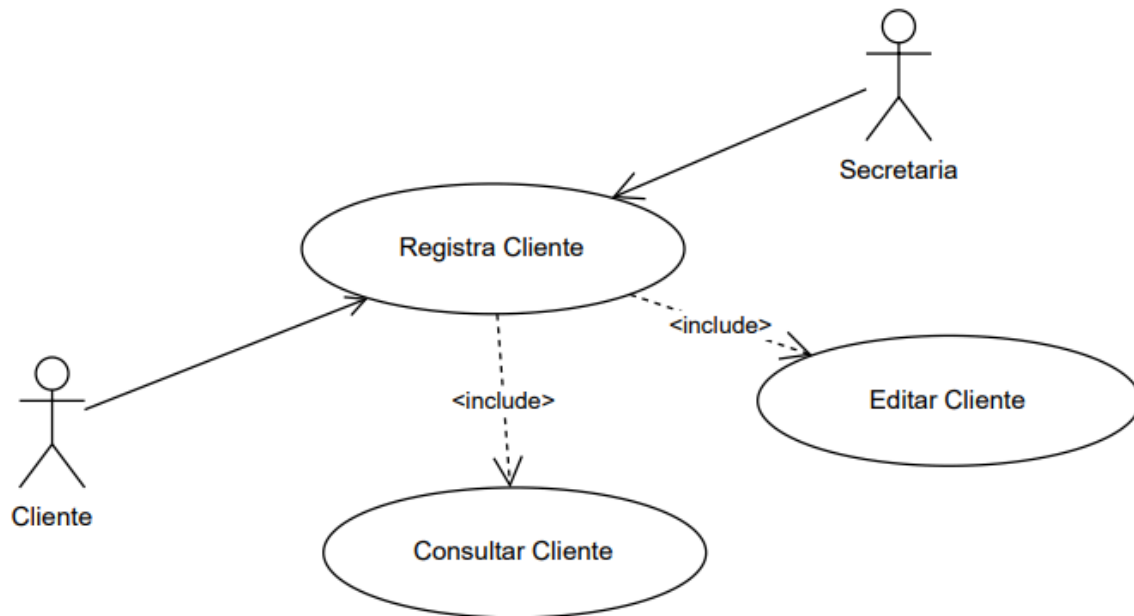 Secretaria
Registra Cliente
<include>
Editar Cliente
<include>
Cliente
Consultar Cliente